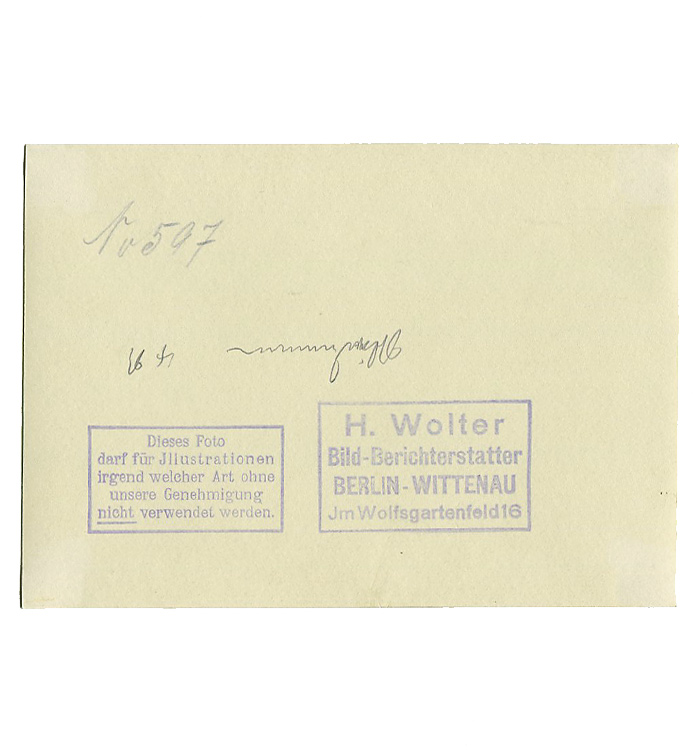 No 597
H. Wolter
Bild-Berichterstatter
BERLIN-WITTENAU
Jm Wolfsgartenfeld 16
Dieses Foto
darf für Jllustrationen
irgend welcher Art ohne
unsere Genehmigung
nicht verwendet werden.